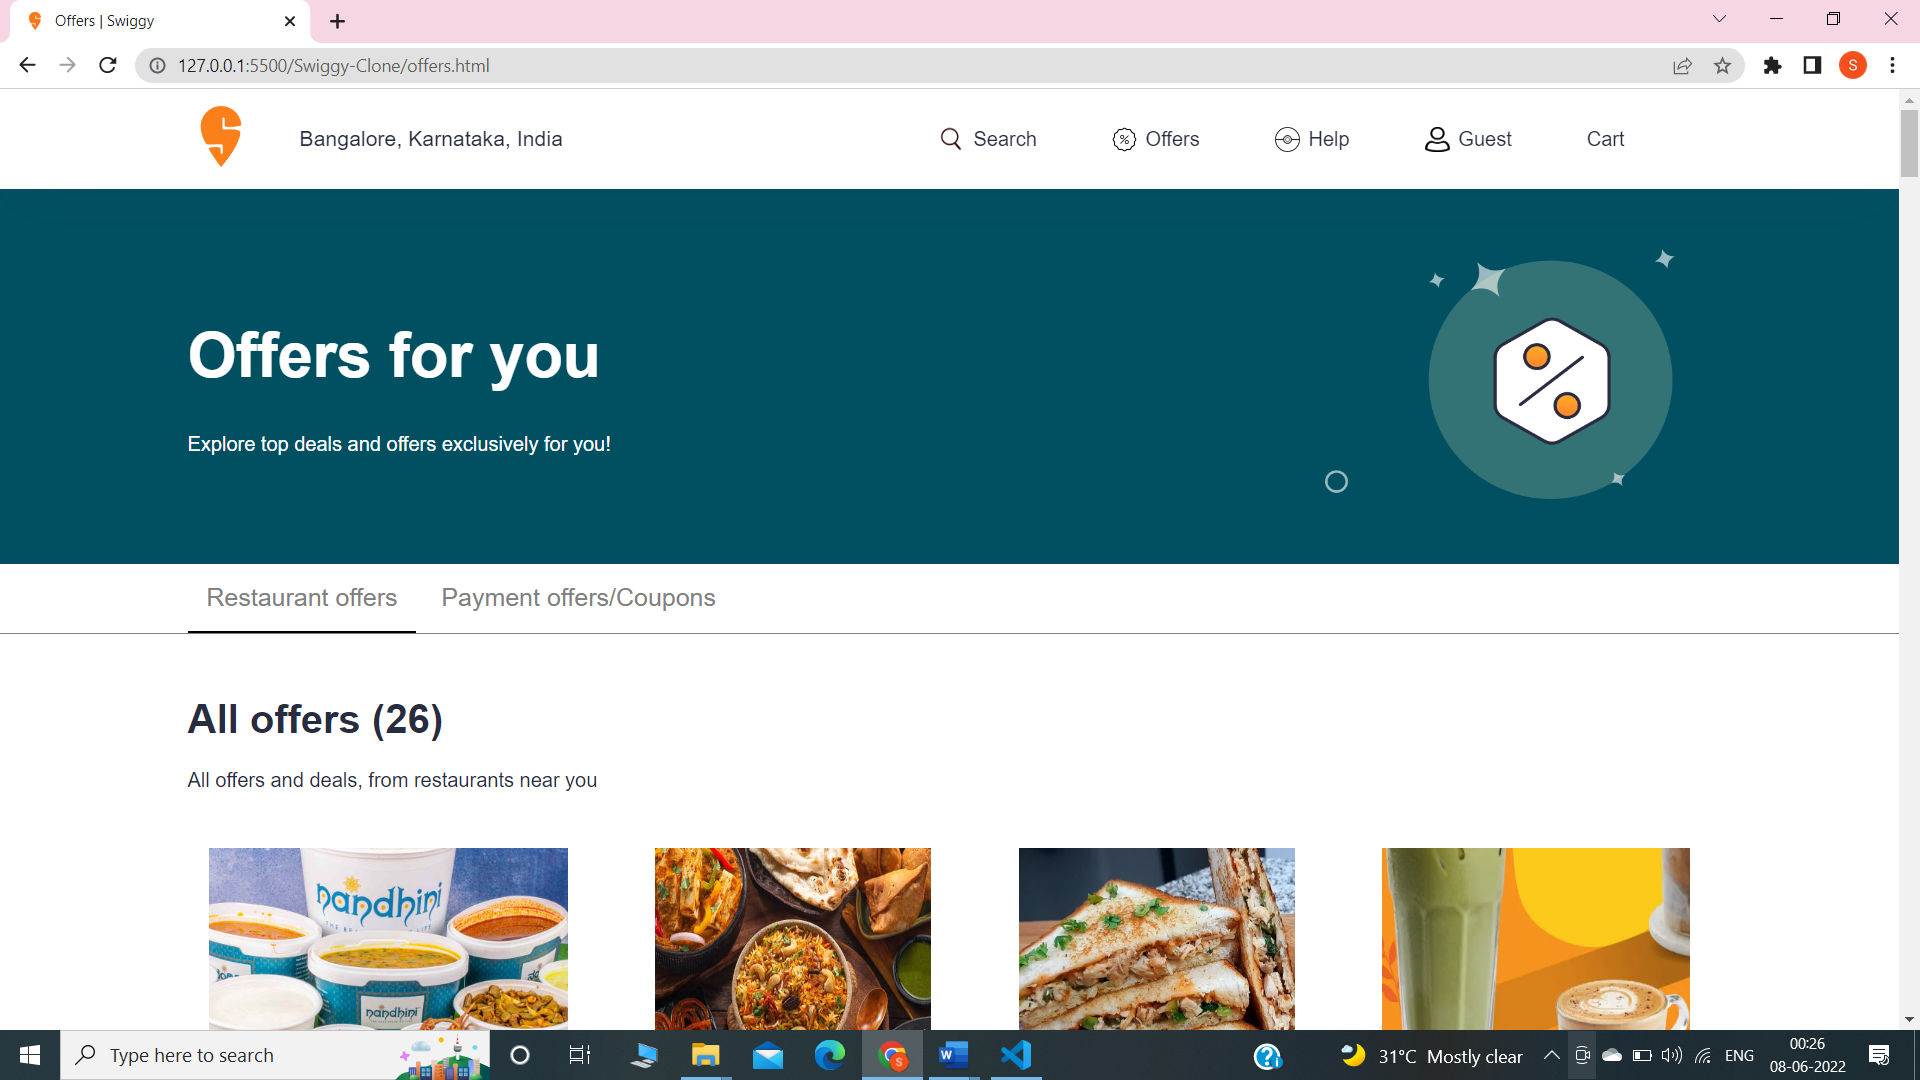 Offers | Swiggy
127.0.0.1:5500/Swiggy-Clone/offers.html
S
Bangalore, Karnataka, India
Search
Offers
Help
Guest
Cart
Offers for you
Explore top deals and offers exclusively for you!
Restaurant offers
Payment offers/Coupons
All offers (26)
All offers and deals, from restaurants near you
nandhini
nandhini
Type here to search
31°C Mostly clear
ENG
00:26
08-06-2022